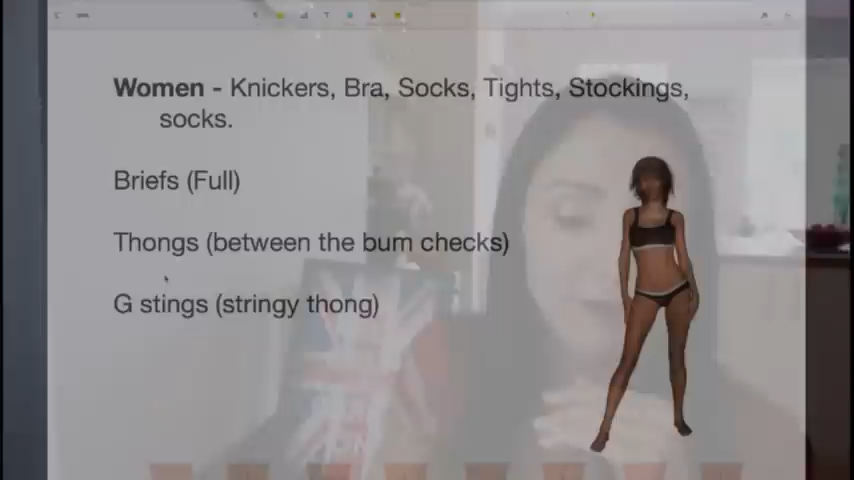 Women - Knickers, Bra, Socks, Tights, Stockings,
socks.
Briefs (Full)
Thongs (between the bum checks)
G stings (stringy thong)